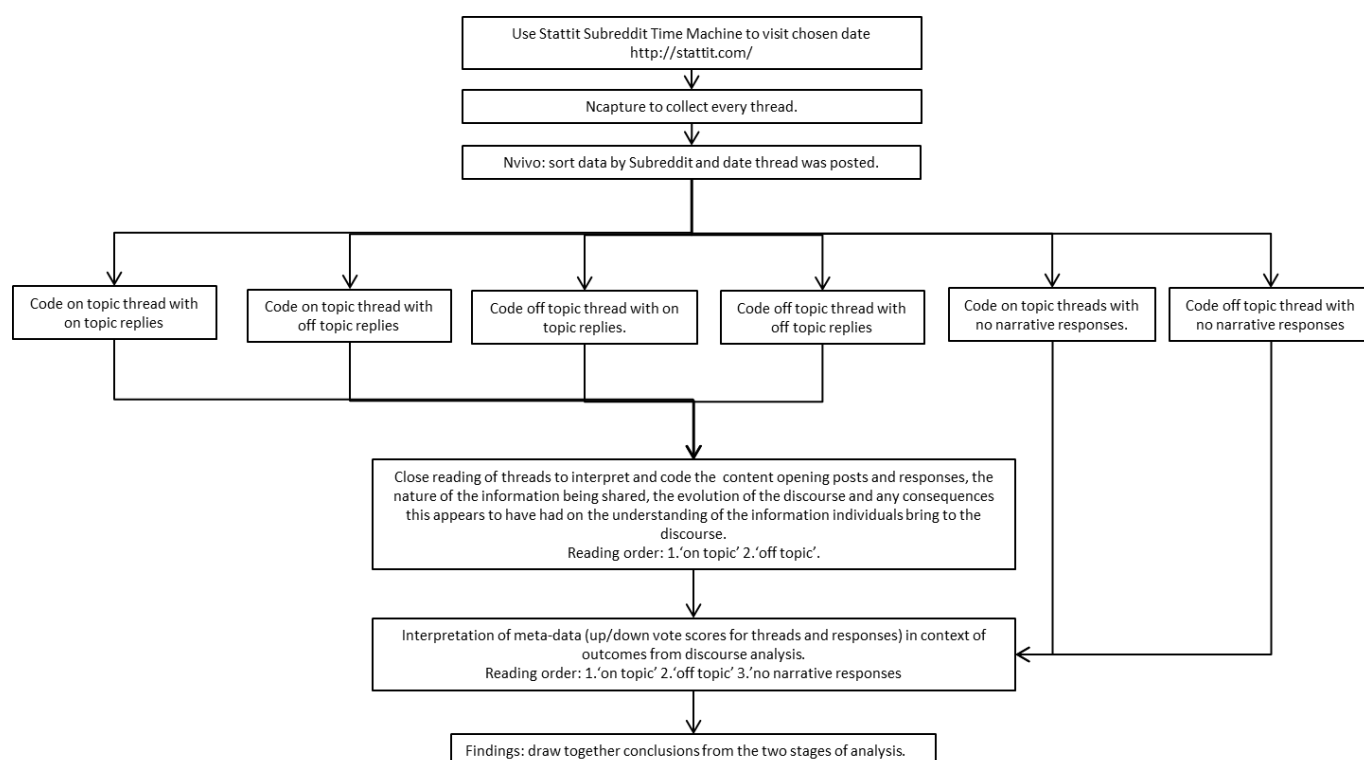 Use Stattit Subreddit Time Machine to visit chosen date
http://stattit.com/
Ncapture to collect every thread.
Nvivo: sort data by Subreddit and date thread was posted.
Code on topic thread with
on topic replies
Code on topic thread with
off topic replies
Code off topic thread with on
topic replies.
Code off topic thread with
off topic replies
Code on topic threads with
no narrative responses.
Code off topic thread with
no narrative responses
Close reading of threads to interpret and code the  content opening posts and responses, the
nature of the information being shared, the evolution of the discourse and any consequences
this appears to have had on the understanding of the information individuals bring to the
discourse.
Reading order: 1.‘on topic’ 2.‘off topic’.
Interpretation of meta-data (up/down vote scores for threads and responses) in context of
outcomes from discourse analysis.
Reading order: 1.‘on topic’ 2.‘off topic’ 3.’no narrative responses
Findings: draw together conclusions from the two stages of analysis.